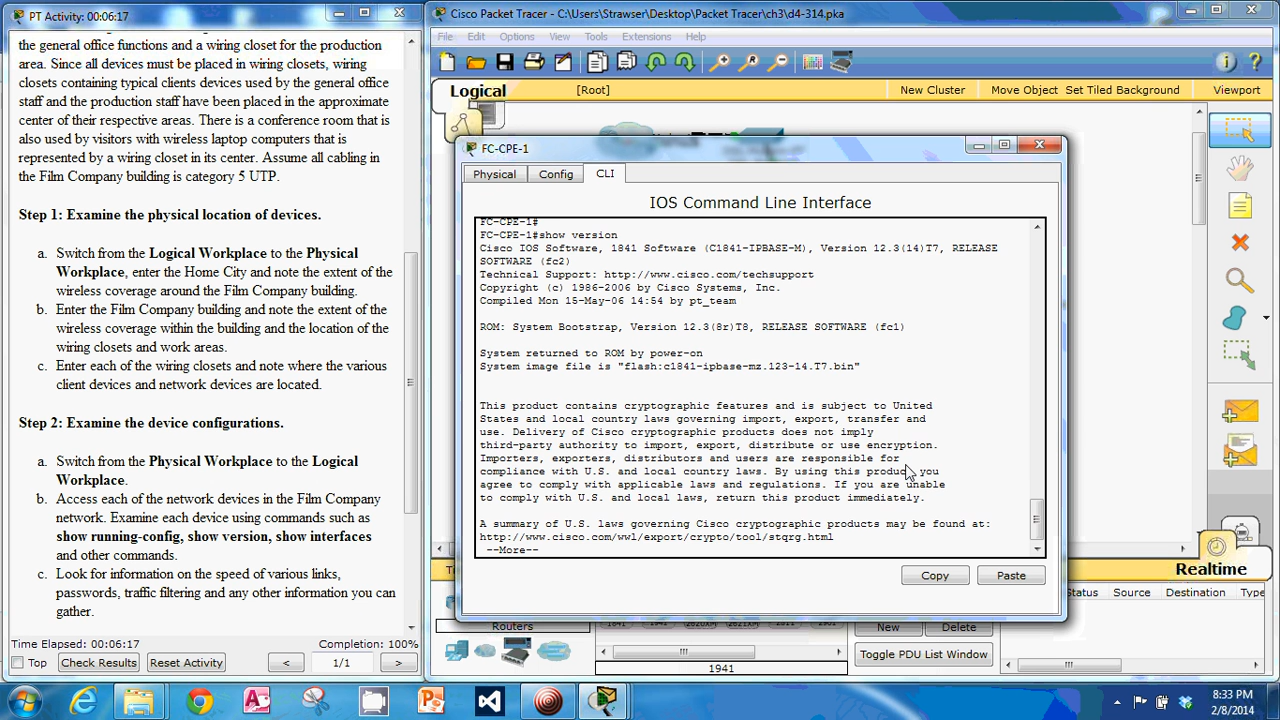 PT Activity: 00:06:17
the general office functions and a wiring closet for the production
area. Since all devices must be placed in wiring closets, wiring
closets containing typical clients devices used by the general office
staff and the production staff have been placed in the approximate
center of their respective areas. There is a conference room that is
also used by visitors with wireless laptop computers that is
represented by a wiring closet in its center. Assume all cabling in
the Film Company building is category 5 UTP.
Step 1: Examine the physical location of devices.
a. Switch from the Logical Workplace to the Physical
Workplace, enter the Home City and note the extent of the
wireless coverage around the Film Company building.
b. Enter the Film Company building and note the extent of the
wireless coverage within the building and the location of the
wiring closets and work areas.
c. Enter each of the wiring closets and note where the various
client devices and network devices are located.
Step 2: Examine the device configurations.
a. Switch from the Physical Workplace to the Logical
Workplace.
b. Access each of the network devices in the Film Company
network. Examine each device using commands such as
show running-config, show version, show interfaces
and other commands.
c. Look for information on the speed of various links,
passwords, traffic filtering and any other information you can
gather.
Time Elapsed: 00:06:17 Completion: 100%
Top Check Results Reset Activity < 1/1 >
Cisco Packet Tracer - C:\Users\Strawser\Desktop\Packet Tracer\ch3\d4-314.pka
File Edit Options View Tools Extensions Help
Logical [Root] New Cluster Move Object Set Tiled Background Viewport
FC-CPE-1
Physical Config CLI
IOS Command Line Interface
FC-CPE-1#
FC-CPE-1#show version
Cisco IOS Software, 1841 Software (C1841-IPBASE-M), Version 12.3(14)T7, RELEASE
SOFTWARE (fc2)
Technical Support: http://www.cisco.com/techsupport
Copyright (c) 1986-2006 by Cisco Systems, Inc.
Compiled Mon 15-May-06 14:54 by pt_team
ROM: System Bootstrap, Version 12.3(8r)T8, RELEASE SOFTWARE (fc1)
System returned to ROM by power-on
System image file is "flash:c1841-ipbase-mz.123-14.T7.bin"
This product contains cryptographic features and is subject to United
States and local country laws governing import, export, transfer and
use. Delivery of Cisco cryptographic products does not imply
third-party authority to import, export, distribute or use encryption.
Importers, exporters, distributors and users are responsible for
compliance with U.S. and local country laws. By using this product you
agree to comply with applicable laws and regulations. If you are unable
to comply with U.S. and local laws, return this product immediately.
A summary of U.S. laws governing Cisco cryptographic products may be found at:
http://www.cisco.com/wwl/export/crypto/tool/stqrg.html
--More--
Copy Paste
Realtime
Status Source Destination Type
Routers
1841 1941 2620XM 2621XM 2811 2901
New Delete
Toggle PDU List Window
1941
8:33 PM
2/8/2014